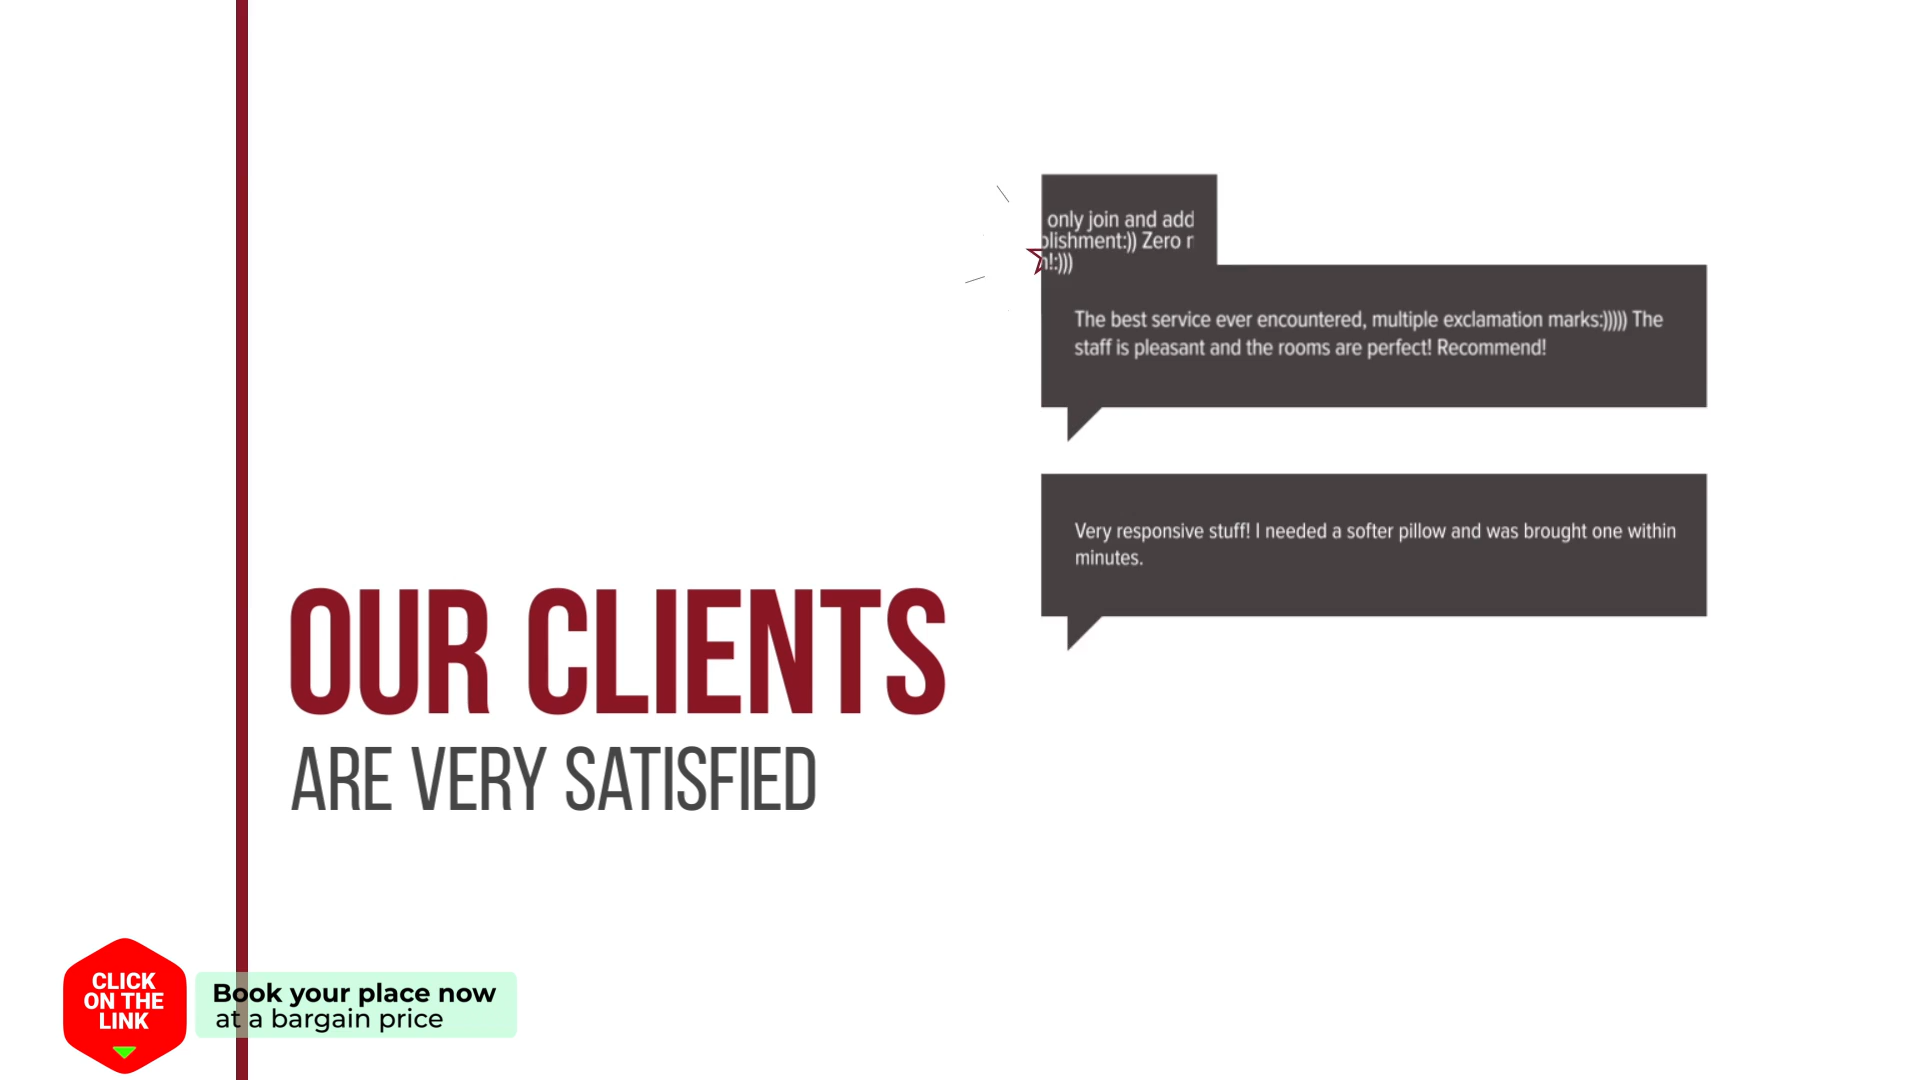 only join and add
Zero
The best service ever encountered, multiple exclamation marks:))))) The
staff is pleasant and the rooms are perfect! Recommend!
Very responsive stuff! I needed a softer pillow and was brought one within
minutes.
OUR CLIENTS
ARE VERY SATISFIED
CLICK
ON THE
LINK
Book your place now
at a bargain price